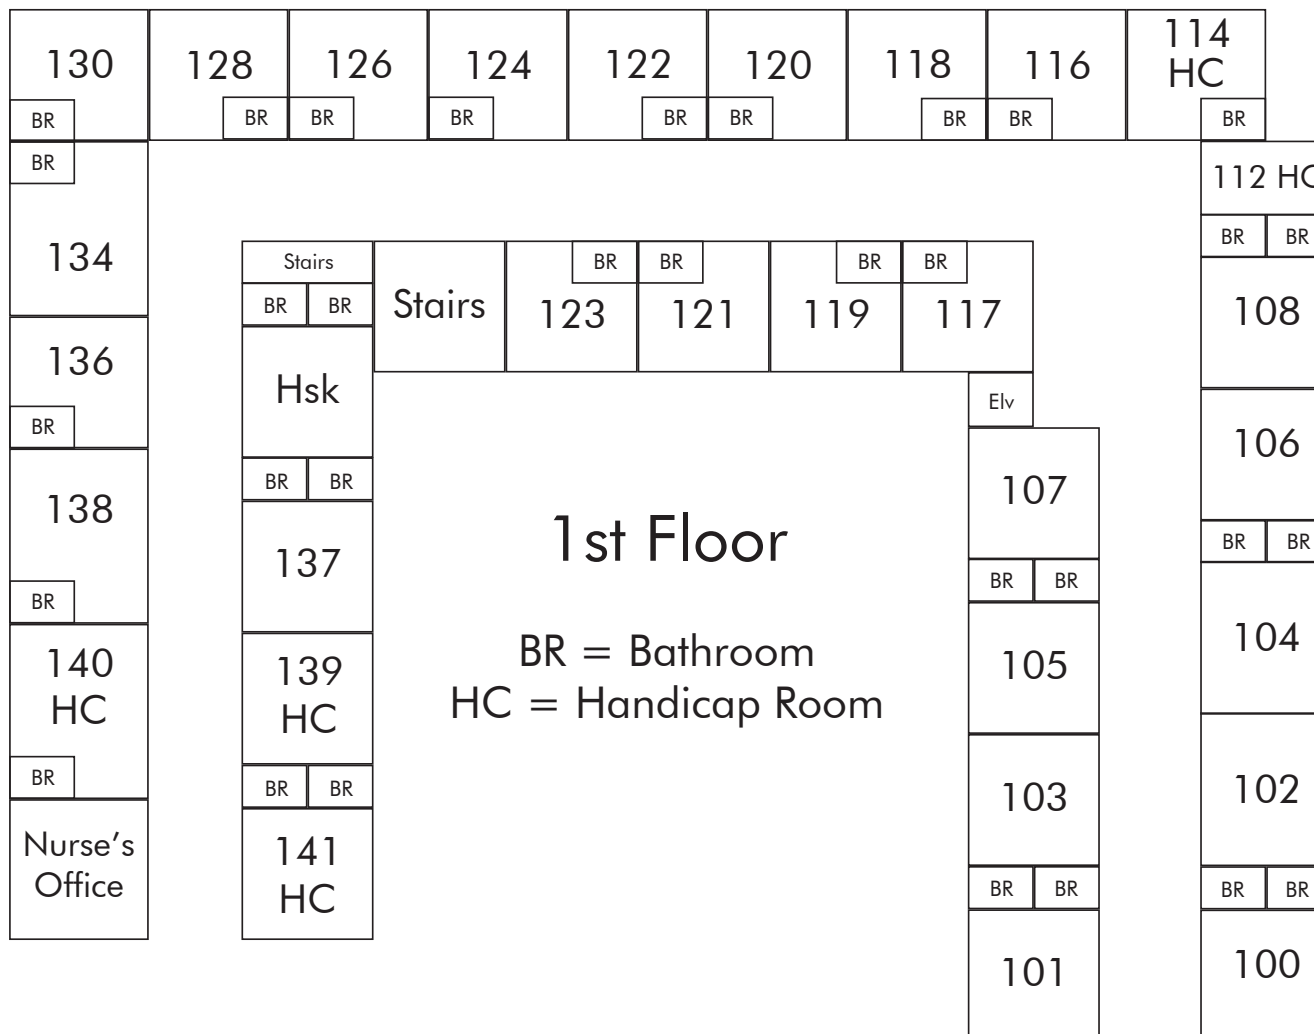 130
128
126
124
122
120
118
116
114
HC
BR
BR
BR
BR
BR
BR
BR
BR
BR
BR
112 HC
BR
BR
134
136
BR
138
BR
140
HC
BR
Nurse's
Office
Stairs
BR
BR
Hsk
BR
BR
137
139
HC
BR
BR
141
HC
Stairs
BR
BR
BR
BR
123
121
119
117
Elv
107
BR
BR
105
103
BR
BR
101
108
106
BR
BR
104
102
BR
BR
100
1st Floor
BR = Bathroom
HC = Handicap Room